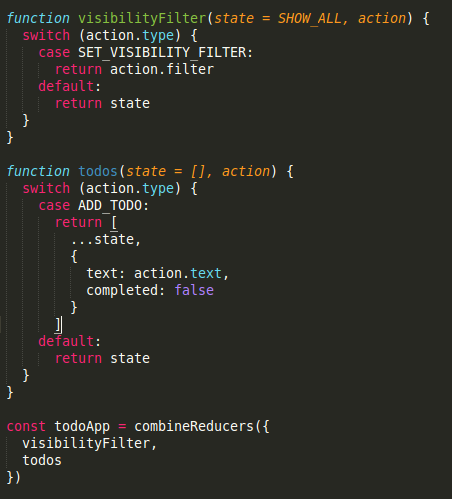 function visibilityFilter(state = SHOW_ALL, action) {
  switch (action.type) {
    case SET_VISIBILITY_FILTER:
      return action.filter
    default:
      return state
  }
}

function todos(state = [], action) {
  switch (action.type) {
    case ADD_TODO:
      return [
        ...state,
        {
          text: action.text,
          completed: false
        }
      ]
    default:
      return state
  }
}

const todoApp = combineReducers({
  visibilityFilter,
  todos
})